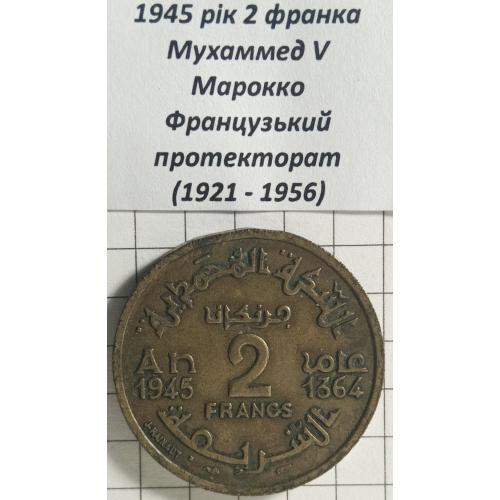 1945 рік 2 франка
Мухаммед V
Марокко
Французький
протекторат
(1921 - 1956)
المملكة المغربية
فرنكان
An 2 عام
1945 1364
FRANCS
الشريفة